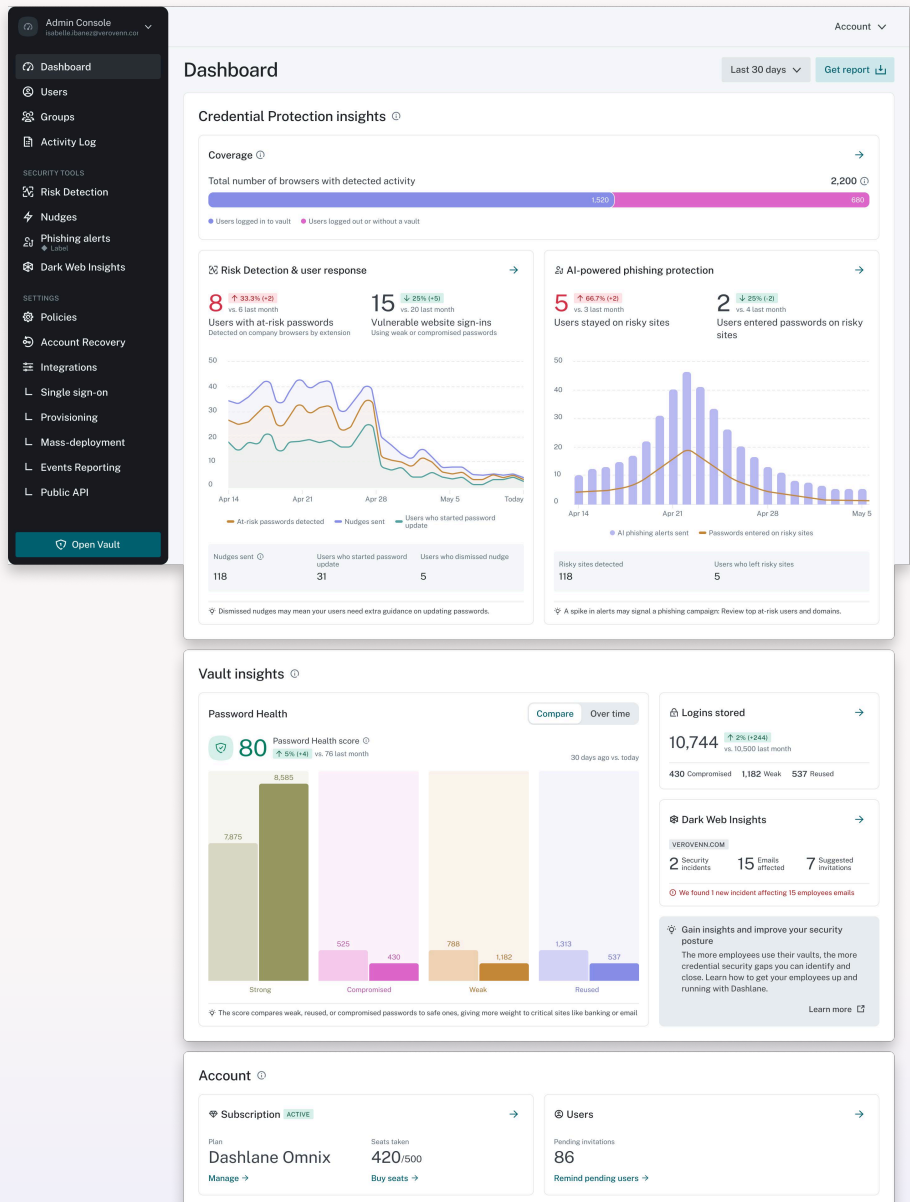 Admin Console
isabelle.ibanez@verovenn.co
Dashboard
Users
Groups
Activity Log
SECURITY TOOLS
Risk Detection
Nudges
Phishing alerts
Label
Dark Web Insights
SETTINGS
Policies
Account Recovery
Integrations
Single sign-on
Provisioning
Mass-deployment
Events Reporting
Public API
Open Vault
Account
Dashboard
Last 30 days
Get report
Credential Protection insights
Coverage
Total number of browsers with detected activity
2,200
1,520
680
Users logged in to vault
Users logged out or without a vault
Risk Detection & user response
8
↑ 33.3% (+2)
vs. 6 last month
Users with at-risk passwords
Detected on company browsers by extension
15
↓ 25% (+5)
vs. 20 last month
Vulnerable website sign-ins
Using weak or compromised passwords
50
40
30
20
10
0
Apr 14
Apr 21
Apr 28
May 5
Today
At-risk passwords detected
Nudges sent
Users who started password
update
Nudges sent
118
Users who started password
update
31
Users who dismissed nudge
5
Dismissed nudges may mean your users need extra guidance on updating passwords.
AI-powered phishing protection
5
↑ 66.7% (+2)
vs. 3 last month
Users stayed on risky sites
2
↓ 25% (-2)
vs. 4 last month
Users entered passwords on risky
sites
50
40
30
20
10
0
Apr 14
Apr 21
Apr 28
May 5
AI phishing alerts sent
Passwords entered on risky sites
Risky sites detected
118
Users who left risky sites
5
A spike in alerts may signal a phishing campaign: Review top at-risk users and domains.
Vault insights
Password Health
Compare
Over time
80
Password Health score
↑ 5% (+4)
vs. 76 last month
30 days ago vs. today
7,875
8,585
525
430
788
1,182
1,313
537
Strong
Compromised
Weak
Reused
The score compares weak, reused, or compromised passwords to safe ones, giving more weight to critical sites like banking or email
Logins stored
10,744
↑ 2% (+244)
vs. 10,500 last month
430 Compromised
1,182 Weak
537 Reused
Dark Web Insights
VEROVENN.COM
2 Security
incidents
15 Emails
affected
7 Suggested
invitations
We found 1 new incident affecting 15 employees emails
Gain insights and improve your security
posture
The more employees use their vaults, the more
credential security gaps you can identify and
close. Learn how to get your employees up and
running with Dashlane.
Learn more
Account
Subscription
ACTIVE
Plan
Dashlane Omnix
Manage →
Seats taken
420/500
Buy seats →
Users
Pending invitations
86
Remind pending users →